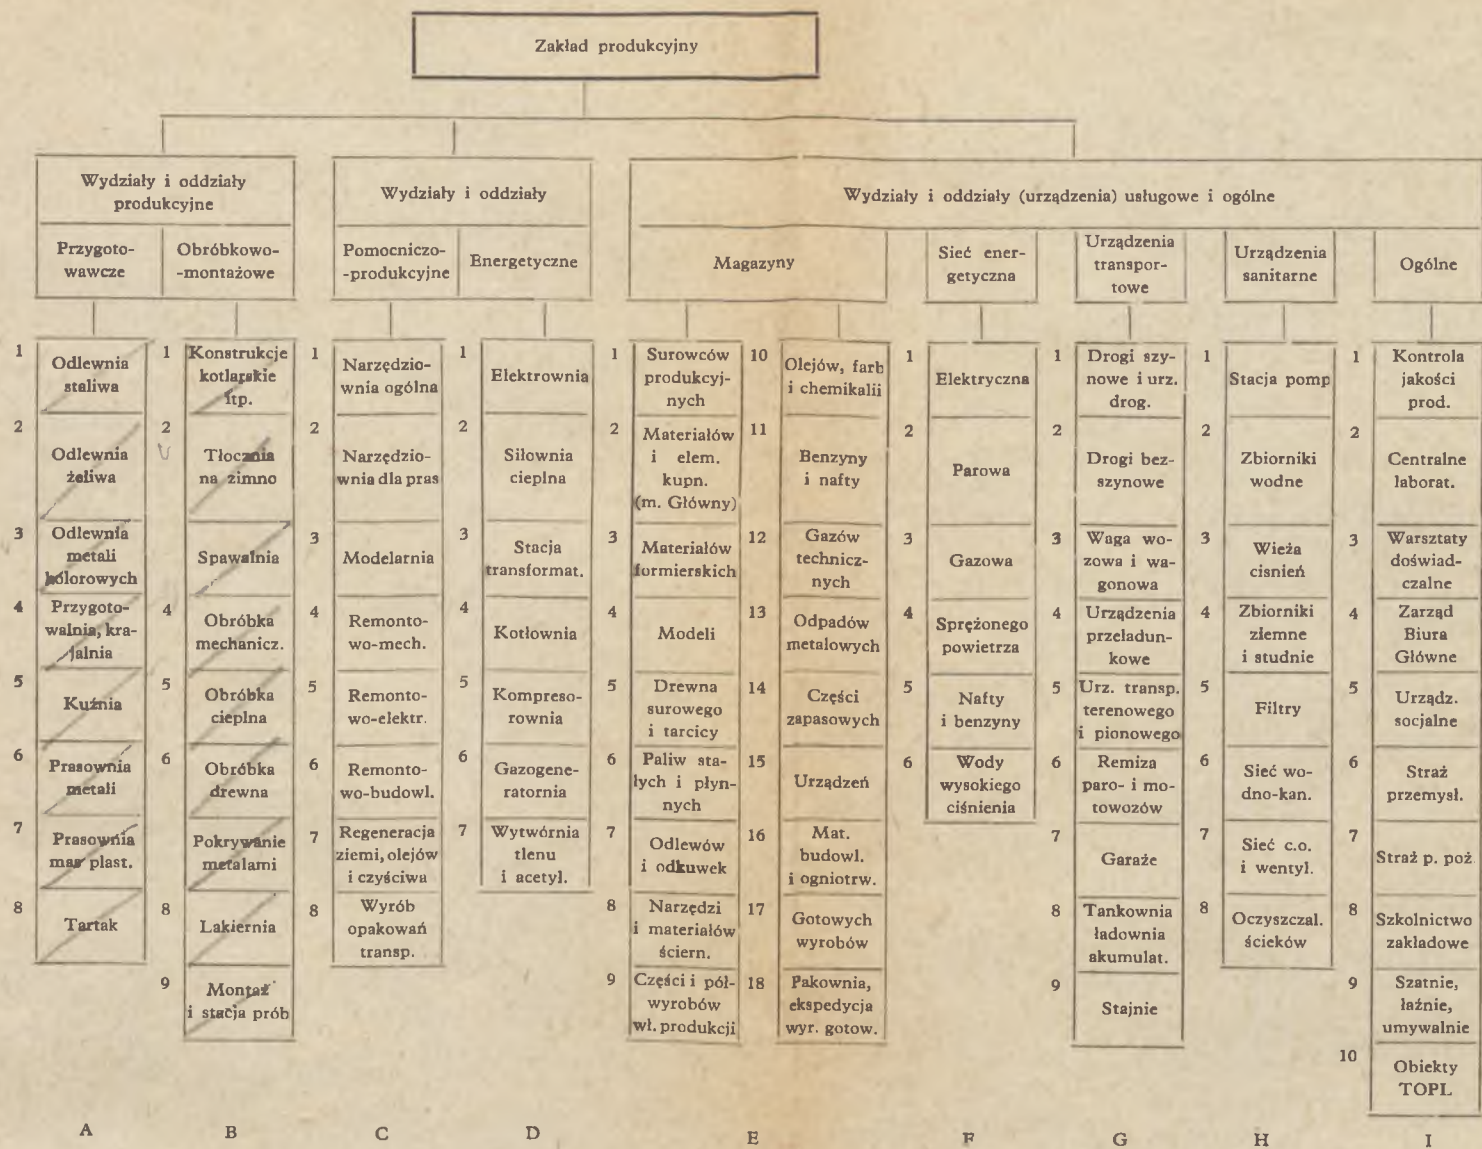 Zakład produkcyjny
Wydziały i oddziały
produkcyjne
Przygoto-
wawcze
Obróbkowo-
-montażowe
Wydziały i oddziały
Pomocniczo-
-produkcyjne
Energetyczne
Wydziały i oddziały (urządzenia) usługowe i ogólne
Magazyny
Sieć ener-
getyczna
Urządzenia
transpor-
towe
Urządzenia
sanitarne
Ogólne
1
Odlewnia
staliwa
2
Odlewnia
żeliwa
3
Odlewnia
metali
kolorowych
4
Przygoto-
walnia, kra-
jalnia
5
Kuźnia
6
Prasownia
metali
7
Prasownia
mas plast.
8
Tartak
A
1
Konstrukcje
kotlarskie
itp.
2
Tłocznia
na zimno
Spawalnia
4
Obróbka
mechanicz.
5
Obróbka
cieplna
6
Obróbka
drewna
7
Pokrywanie
metalami
8
Lakiernia
9
Montaż
i stacja prób
B
1
Narzędzio-
wnia ogólna
2
Narzędzio-
wnia dla pras
3
Modelarnia
4
Remonto-
wo-mech.
5
Remonto-
wo-elektr.
6
Remonto-
wo-budowl.
7
Regeneracja
ziemi, olejów
i czyściwa
8
Wyrób
opakowań
transp.
C
1
Elektrownia
2
Siłownia
cieplna
3
Stacja
transformat.
4
Kotłownia
5
Kompreso-
rownia
6
Gazogene-
ratornia
7
Wytwórnia
tlenu
i acetyl.
D
1
Surowców
produkcyj-
nych
2
Materiałów
i elem.
kupn.
(m. Główny)
3
Materiałów
formierskich
4
Modeli
5
Drewna
surowego
i tarcicy
6
Paliw sta-
łych i płyn-
nych
7
Odlewów
i odkuwek
8
Narzędzi
i materiałów
ściern.
9
Części i pół-
wyrobów
wł. produkcji
10
Olejów, farb
i chemikalii
11
Benzyny
i nafty
12
Gazów
technicz-
nych
13
Odpadów
metalowych
14
Części
zapasowych
15
Urządzeń
16
Mat.
budowl.
i ogniotrw.
17
Gotowych
wyrobów
18
Pakownia,
ekspedycja
wyr. gotow.
E
1
Elektryczna
2
Parowa
3
Gazowa
4
Sprężonego
powietrza
5
Nafty
i benzyny
6
Wody
wysokiego
ciśnienia
F
1
Drogi szy-
nowe i urz.
drog.
2
Drogi bez-
szynowe
3
Waga wo-
zowa i wa-
gonowa
4
Urządzenia
przeładun-
kowe
5
Urz. transp.
terenowego
i pionowego
6
Remiza
paro- i mo-
towozów
7
Garaże
8
Tankownia
ładownia
akumulat.
9
Stajnie
G
1
Stacja pomp
2
Zbiorniki
wodne
3
Wieża
cisnień
4
Zbiorniki
ziemne
i studnie
5
Filtry
6
Sieć wo-
dno-kan.
7
Sieć c.o.
i wentyl.
8
Oczyszczal.
ścieków
H
1
Kontrola
jakości
prod.
2
Centralne
laborat.
3
Warsztaty
doświad-
czalne
4
Zarząd
Biura
Główne
5
Urządz.
socjalne
6
Straż
przemysł.
7
Straż p. poż
8
Szkolnictwo
zakładowe
9
Szatnie,
łaźnie,
umywalnie
10
Obiekty
TOPL
I